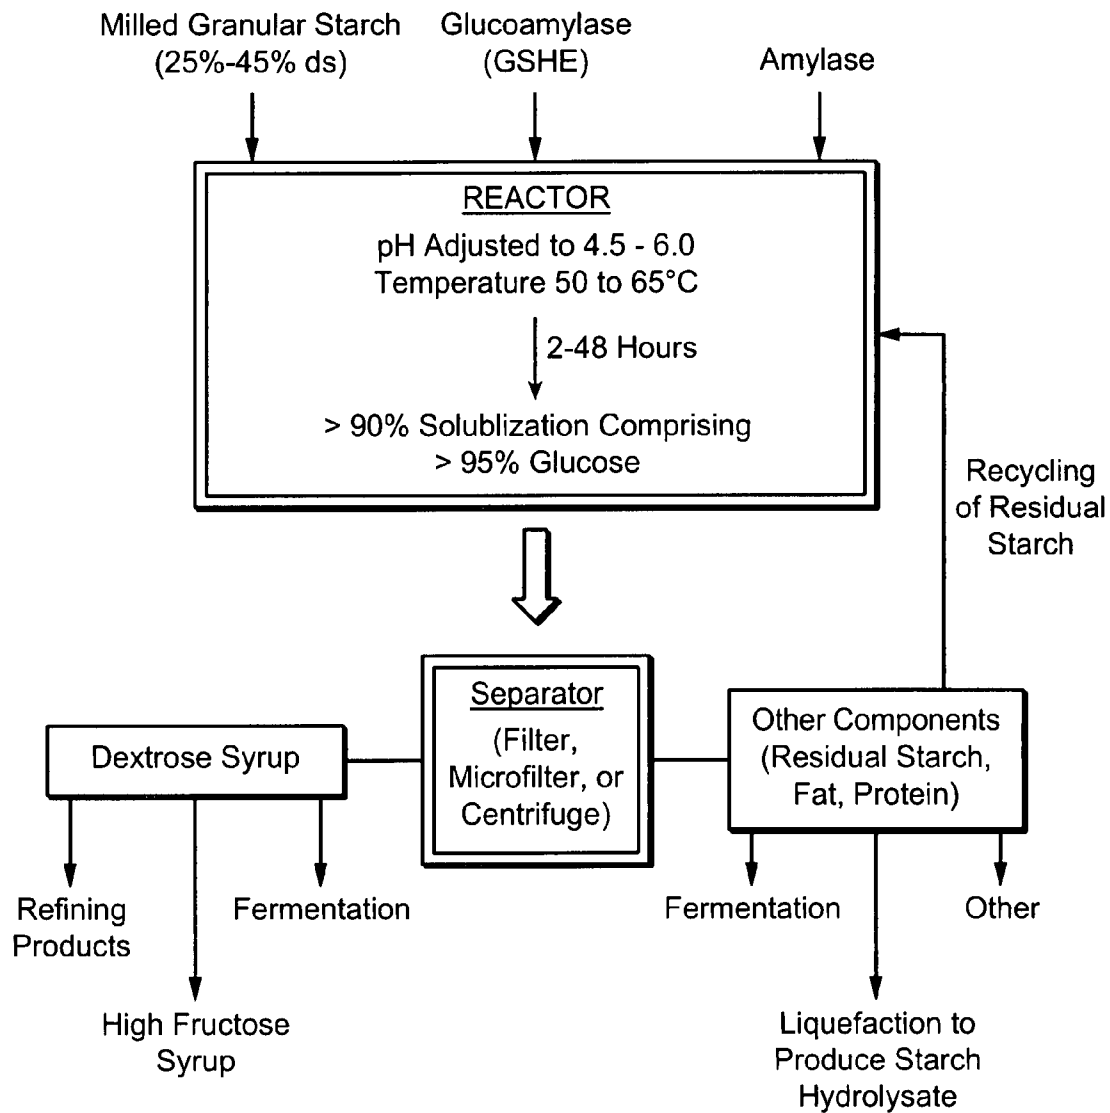 Milled Granular Starch
(25%-45% ds)
Glucoamylase
(GSHE)
Amylase
REACTOR
pH Adjusted to 4.5 - 6.0
Temperature 50 to 65°C
2-48 Hours
> 90% Solublization Comprising
> 95% Glucose
Recycling
of Residual
Starch
Separator
(Filter,
Microfilter, or
Centrifuge)
Dextrose Syrup
Other Components
(Residual Starch,
Fat, Protein)
Refining
Products
Fermentation
High Fructose
Syrup
Fermentation
Other
Liquefaction to
Produce Starch
Hydrolysate